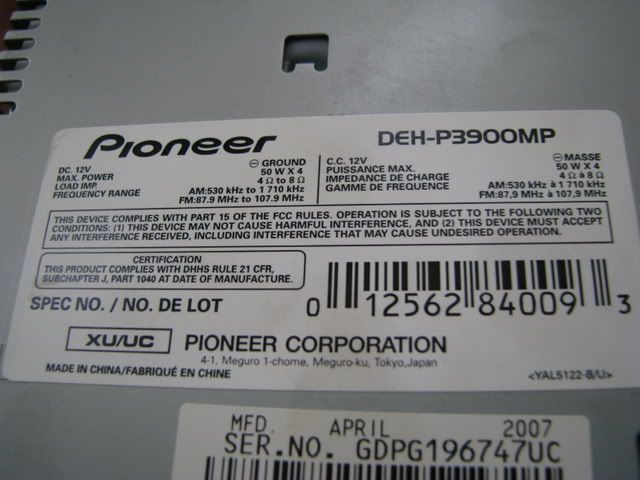 Pioneer
DEH-P3900MP
DC. 12V ⊖ GROUND
MAX. POWER 50 W X 4
LOAD IMP. 4 Ω to 8 Ω
FREQUENCY RANGE AM:530 kHz to 1 710 kHz
FM:87.9 MHz to 107.9 MHz
C.C. 12V ⊖ MASSE
PUISSANCE MAX. 50 W X 4
IMPÉDANCE DE CHARGE 4 Ω à 8 Ω
GAMME DE FREQUENCE AM:530 kHz à 1 710 kHz
FM:87,9 MHz à 107,9 MHz
THIS DEVICE COMPLIES WITH PART 15 OF THE FCC RULES. OPERATION IS SUBJECT TO THE FOLLOWING TWO
CONDITIONS: (1) THIS DEVICE MAY NOT CAUSE HARMFUL INTERFERENCE, AND (2) THIS DEVICE MUST ACCEPT
ANY INTERFERENCE RECEIVED, INCLUDING INTERFERENCE THAT MAY CAUSE UNDESIRED OPERATION.
CERTIFICATION
THIS PRODUCT COMPLIES WITH DHHS RULE 21 CFR,
SUBCHAPTER J, PART 1040 AT DATE OF MANUFACTURE.
SPEC NO. / NO. DE LOT
0 12562 84009 3
XU/UC PIONEER CORPORATION
4-1, Meguro 1-chome, Meguro-ku, Tokyo, Japan
MADE IN CHINA/FABRIQUÉ EN CHINE
<YAL5122-B/U>
MFD. APRIL 2007
SER.NO. GDPG196747UC